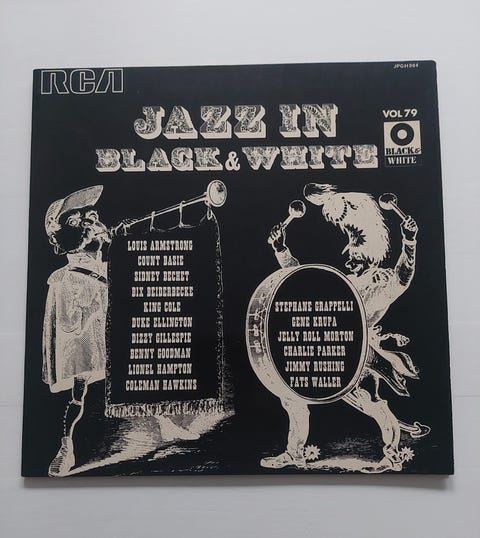 RCA
JPGH 004
JAZZ IN
BLACK & WHITE
VOL 79
BLACK &
WHITE
LOUIS ARMSTRONG
COUNT BASIE
SIDNEY BECHET
BIX BEIDERBECKE
KING COLE
DUKE ELLINGTON
DIZZY GILLESPIE
BENNY GOODMAN
LIONEL HAMPTON
COLEMAN HAWKINS
STEPHANE GRAPPELLI
GENE KRUPA
JELLY ROLL MORTON
CHARLIE PARKER
JIMMY RUSHING
FATS WALLER